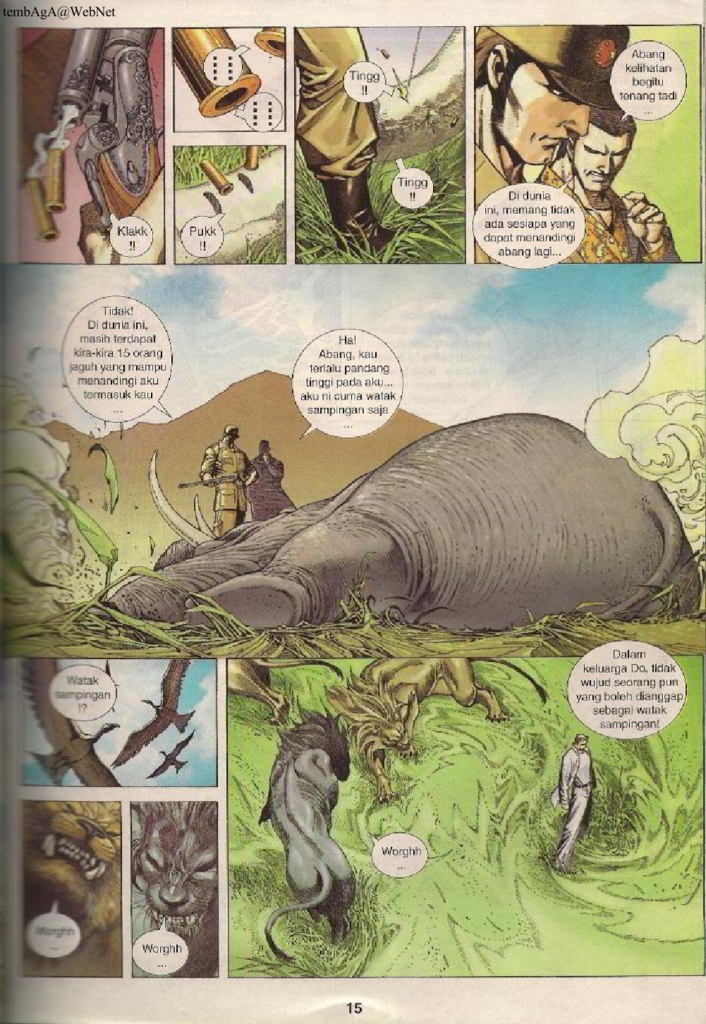 tembAgA@WebNet
Klakk
!!
Pukk
!!
Tingg
!!
Tingg
!!
Abang
kelihatan
begitu
tenang tadi
...
Di dunia
ini, memang tidak
ada sesiapa yang
dapat menandingi
abang lagi...
Tidak!
Di dunia ini,
masih terdapat
kira-kira 15 orang
jaguh yang mampu
menandingi aku
termasuk kau
...
Ha!
Abang, kau
terlalu pandang
tinggi pada aku...
aku ni cuma watak
sampingan saja
...
Watak
sampingan
!?
Dalam
keluarga Do, tidak
wujud seorang pun
yang boleh dianggap
sebagai watak
sampingan!
Worghh
...
Worghh
...
Worghh
...
15